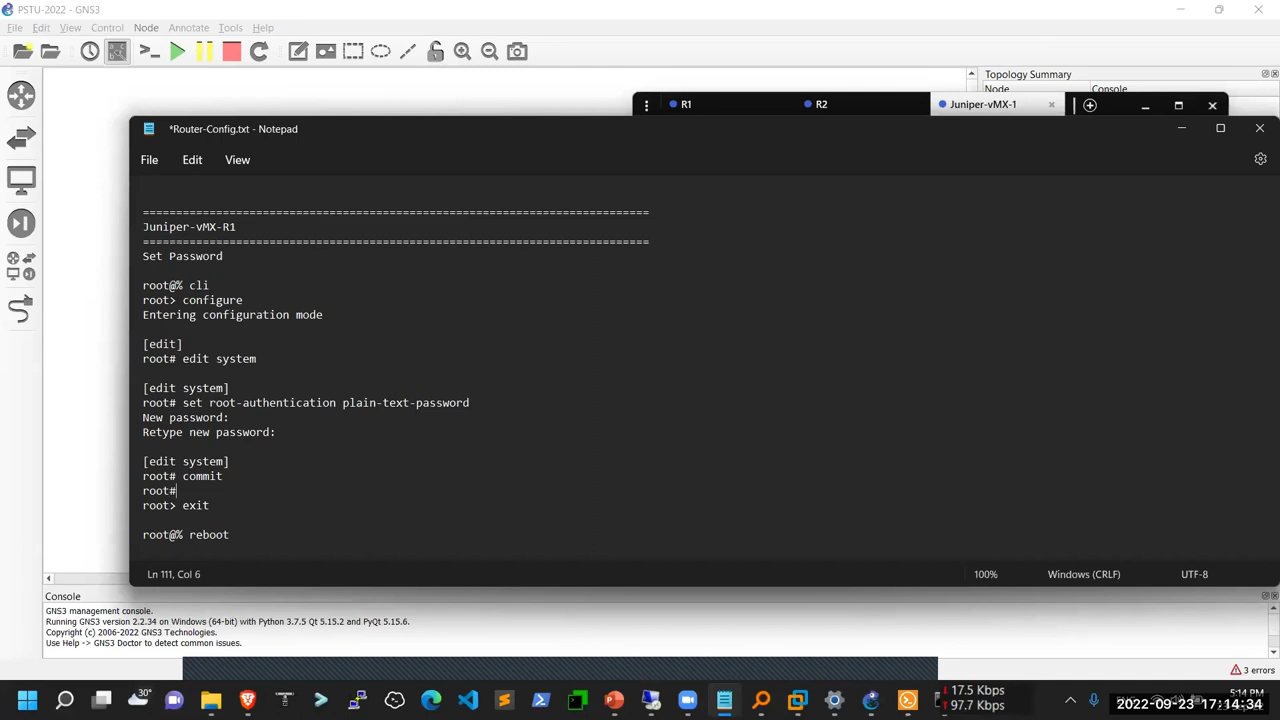 PSTU-2022 - GNS3
File Edit View Control Node Annotate Tools Help
Topology Summary
Node Console
R1 R2 Juniper-vMX-1
*Router-Config.txt - Notepad
File Edit View
============================================================================
Juniper-vMX-R1
============================================================================
Set Password
root@% cli
root> configure
Entering configuration mode
[edit]
root# edit system
[edit system]
root# set root-authentication plain-text-password
New password:
Retype new password:
[edit system]
root# commit
root#
root> exit
root@% reboot
Ln 111, Col 6 100% Windows (CRLF) UTF-8
Console
GNS3 management console.
Running GNS3 version 2.2.34 on Windows (64-bit) with Python 3.7.5 Qt 5.15.2 and PyQt 5.15.6.
Copyright (c) 2006-2022 GNS3 Technologies.
Use Help -> GNS3 Doctor to detect common issues.
3 errors
30°
17.5 Kbps
97.7 Kbps
5:14 PM
2022-09-23 17:14:34